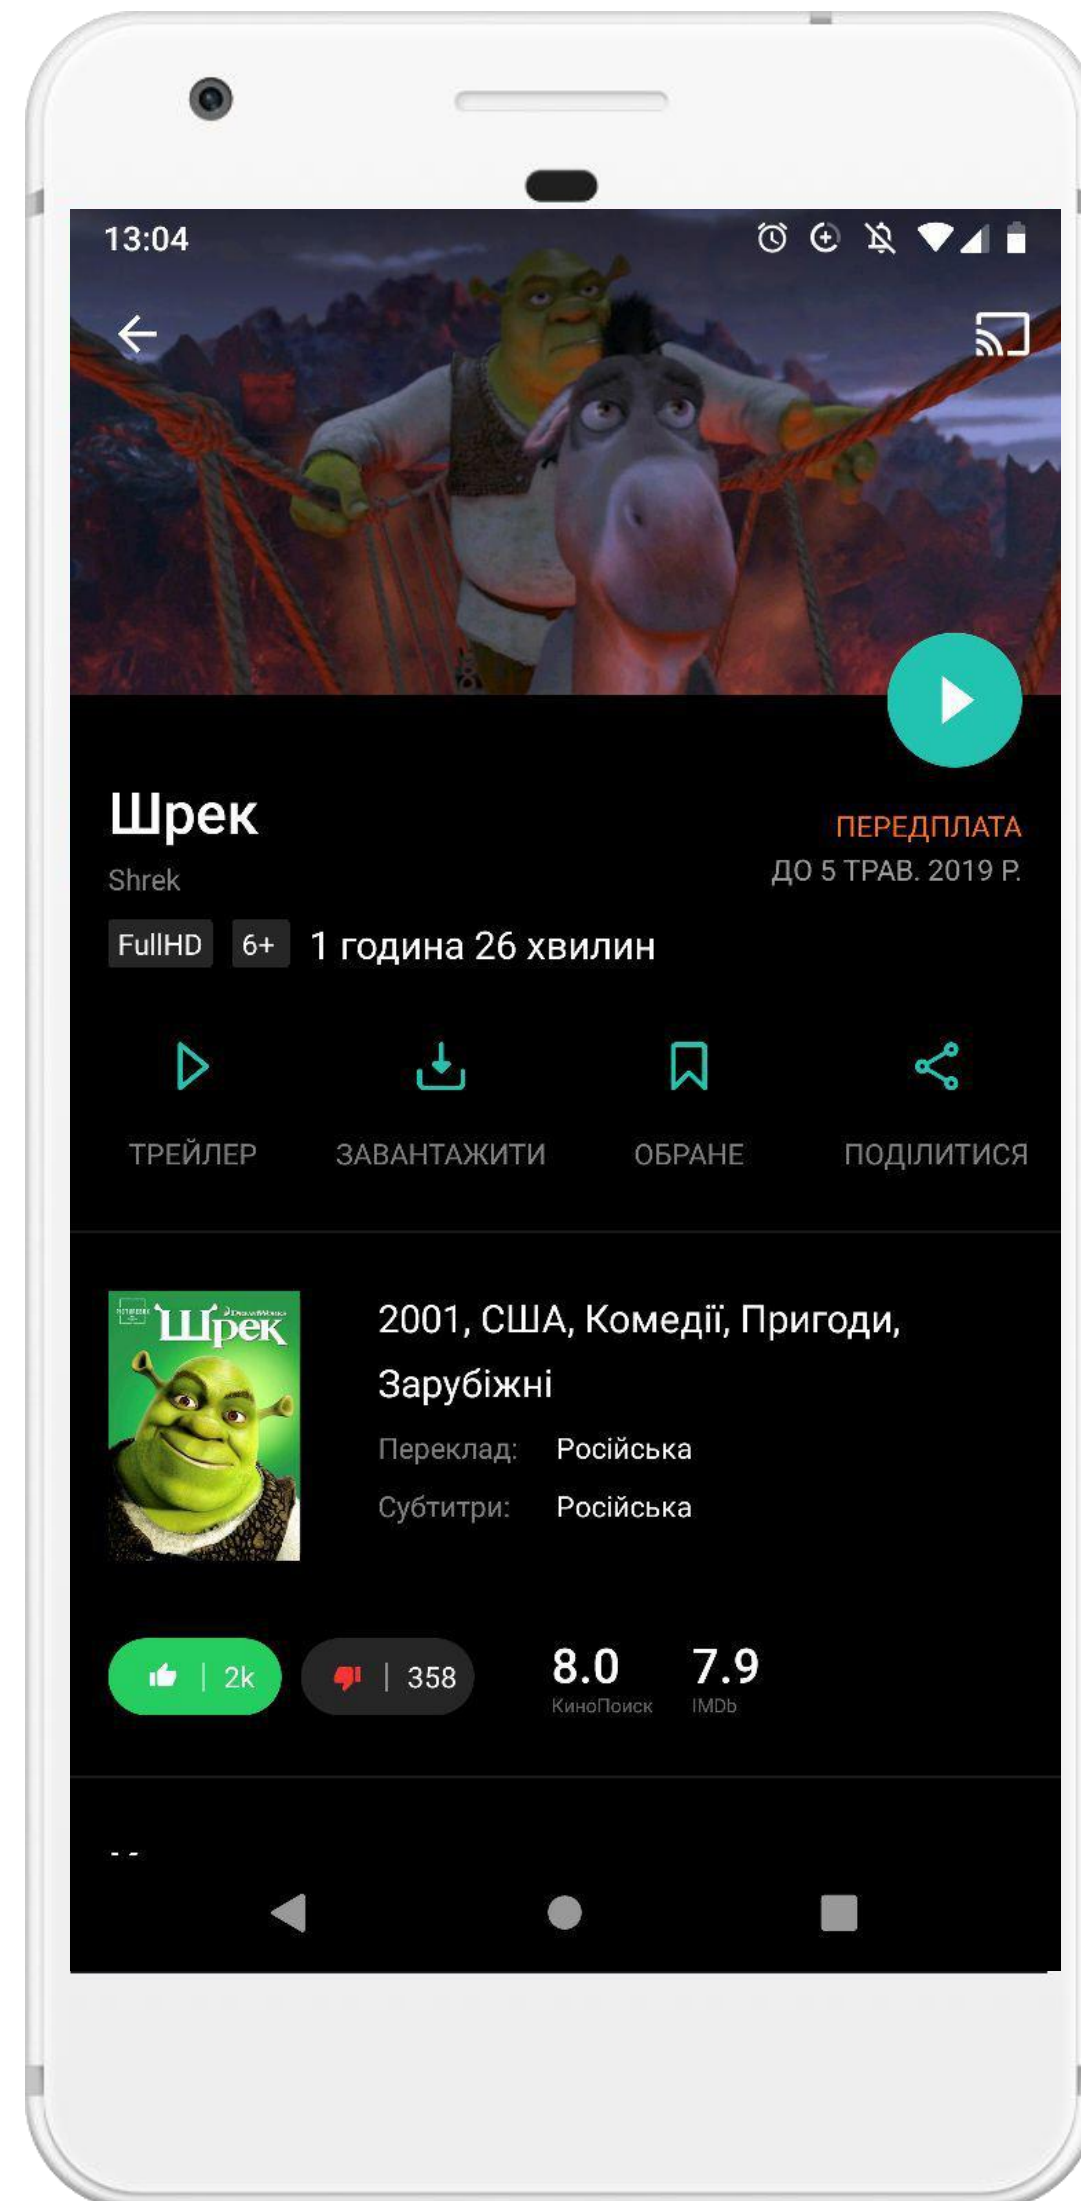 13:04
Шрек
ПЕРЕДПЛАТА
Shrek
ДО 5 ТРАВ. 2019 Р.
FullHD 6+ 1 година 26 хвилин
ТРЕЙЛЕР ЗАВАНТАЖИТИ ОБРАНЕ ПОДІЛИТИСЯ
Шрек
2001, США, Комедії, Пригоди,
Зарубіжні
Переклад: Російська
Субтитри: Російська
2k 358 8.0 7.9
КиноПоиск IMDb